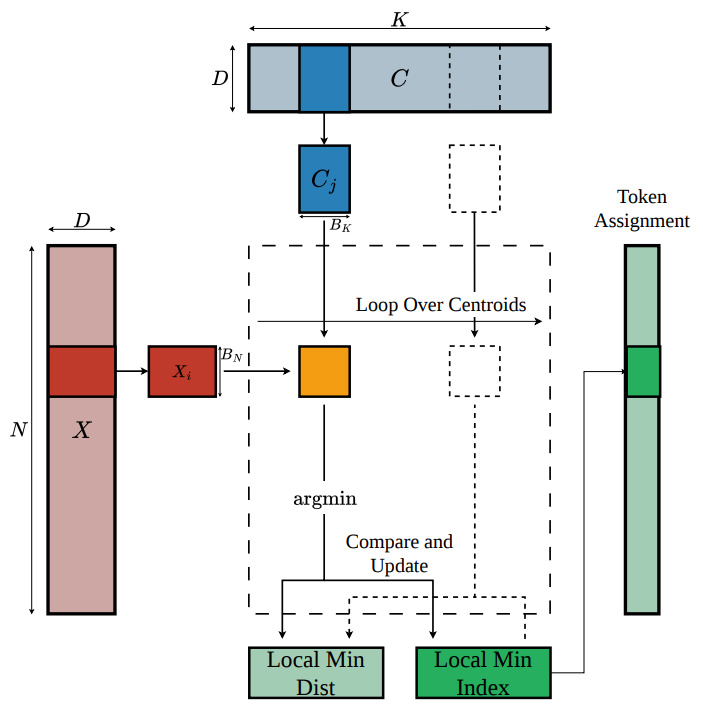 K
D
C
C_j
B_K
Token
Assignment
D
Loop Over Centroids
B_N
X_i
N
X
argmin
Compare and
Update
Local Min
Dist
Local Min
Index